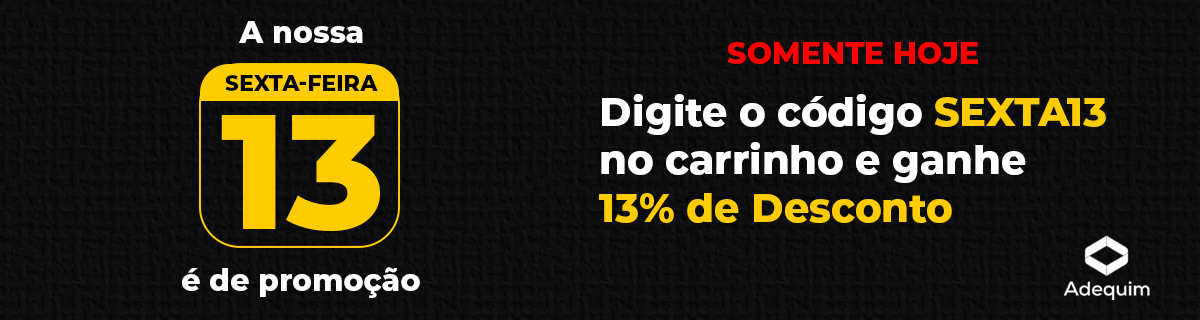 A nossa
SEXTA-FEIRA
13
é de promoção
SOMENTE HOJE
Digite o código SEXTA13
no carrinho e ganhe
13% de Desconto
Adequim